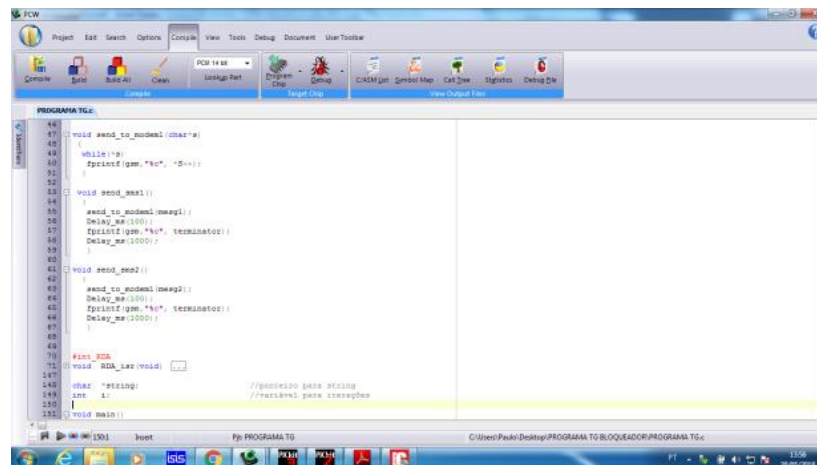 PCW
Project Edit Search Options Compile View Tools Debug Document User Toolbar
PCM 14 bit
Compile Build Build All Clean Lookup Part Program Chip Debug C/ASM List Symbol Map Call Tree Statistics Debug File
Compile Target Chip View Output Files
PROGRAMA TG.c
Identifiers
46
47 void send_to_modem1(char*s)
48 {
49 while(*s)
50 fprintf(gsm,"%c", *S++);
51 }
52
53 void send_sms1()
54 {
55 send_to_modem1(mesg1);
56 Delay_ms(100);
57 fprintf(gsm,"%c", terminator);
58 Delay_ms(1000);
59 }
60
61 void send_sms2()
62 {
63 send_to_modem1(mesg2);
64 Delay_ms(100);
65 fprintf(gsm,"%c", terminator);
66 Delay_ms(1000);
67 }
68
69
70 #int_RDA
71 void RDA_isr(void) ...
147
148 char *string; //ponteiro para string
149 int i; //variável para iterações
150
151 void main()
150:1 Insert Pjt: PROGRAMA TG C:\Users\Paulo\Desktop\PROGRAMA TG BLOQUEADOR\PROGRAMA TG.c
isis PICkit PICkit PT 13:56